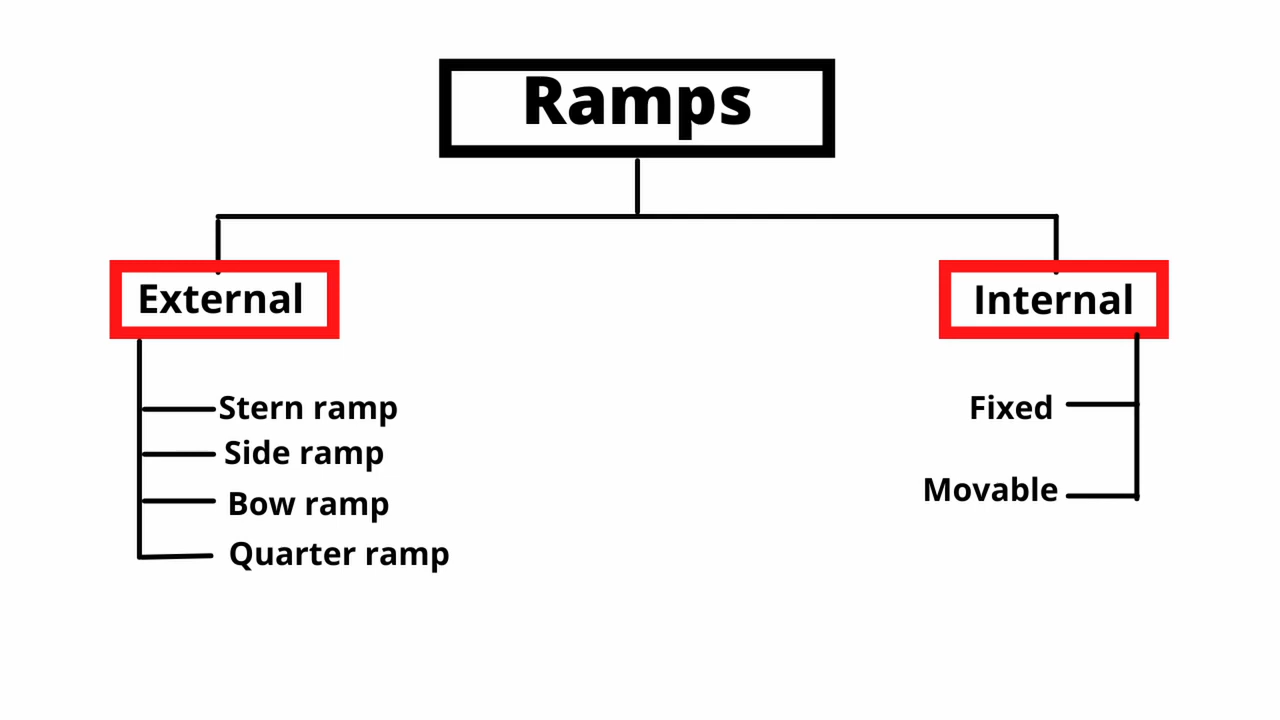 Ramps
External
Stern ramp
Side ramp
Bow ramp
Quarter ramp
Internal
Fixed
Movable